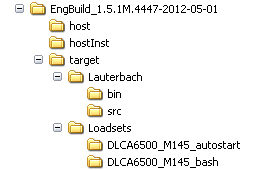 EngBuild_1.5.1M.4447-2012-05-01
host
hostInst
target
Lauterbach
bin
src
Loadsets
DLCA6500_M145_autostart
DLCA6500_M145_bash